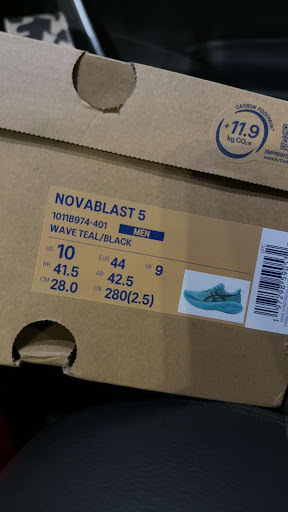 CARBON FOOTPRINT
+11.9
kg CO₂e
NOVABLAST 5
1011B974-401 MEN
WAVE TEAL/BLACK
US 10 EUR 44 UK 9
BR 41.5 AR 42.5
CM 28.0 CN 280(2.5)